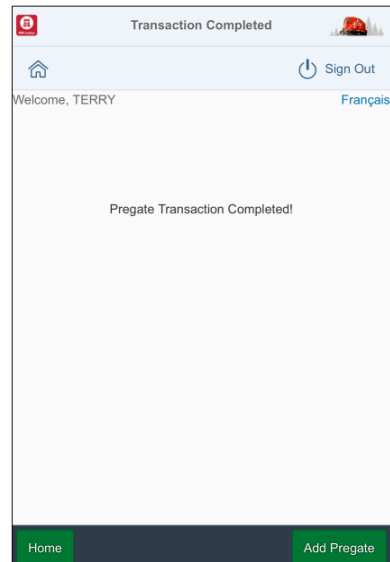 Transaction Completed
Sign Out
Welcome, TERRY
Français
Pregate Transaction Completed!
Home
Add Pregate